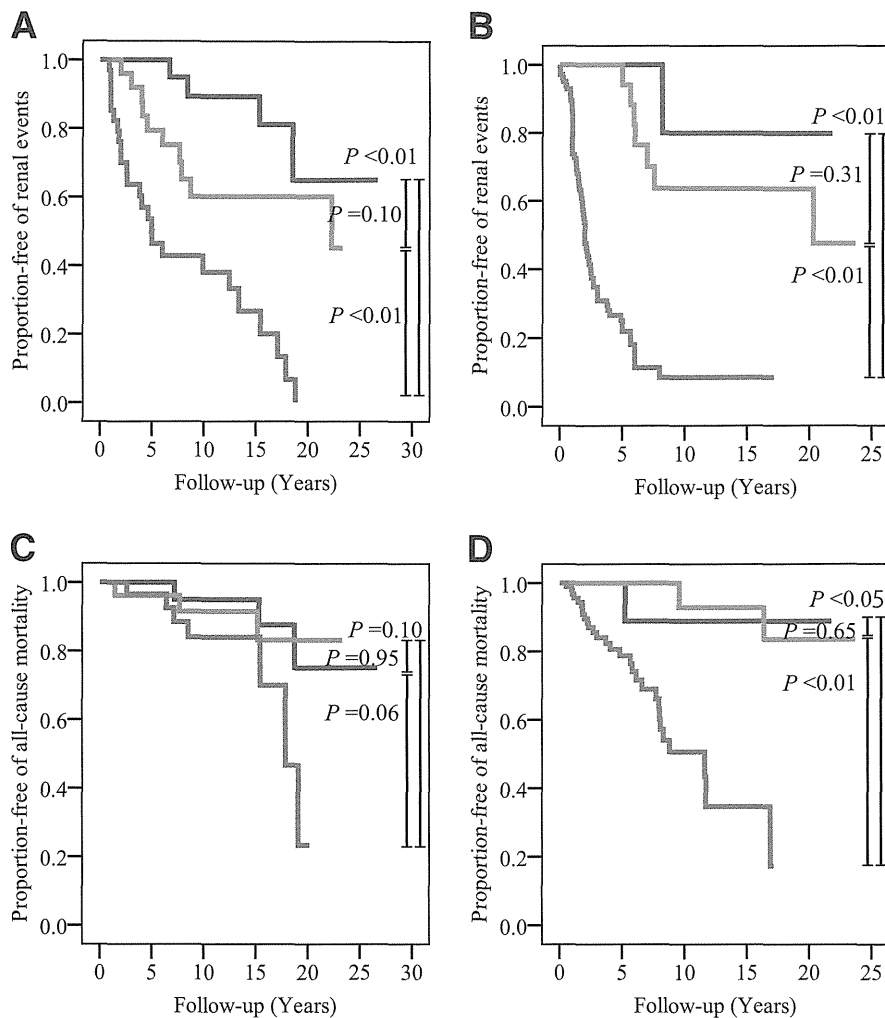 A
Proportion-free of renal events
1.0
0.8
0.6
0.4
0.2
0.0
P <0.01
P =0.10
P <0.01
0 5 10 15 20 25 30
Follow-up (Years)
B
Proportion-free of renal events
1.0
0.8
0.6
0.4
0.2
0.0
P <0.01
P =0.31
P <0.01
0 5 10 15 20 25
Follow-up (Years)
C
Proportion-free of all-cause mortality
1.0
0.8
0.6
0.4
0.2
0.0
P =0.10
P =0.95
P =0.06
0 5 10 15 20 25 30
Follow-up (Years)
D
Proportion-free of all-cause mortality
1.0
0.8
0.6
0.4
0.2
0.0
P <0.05
P =0.65
P <0.01
0 5 10 15 20 25
Follow-up (Years)